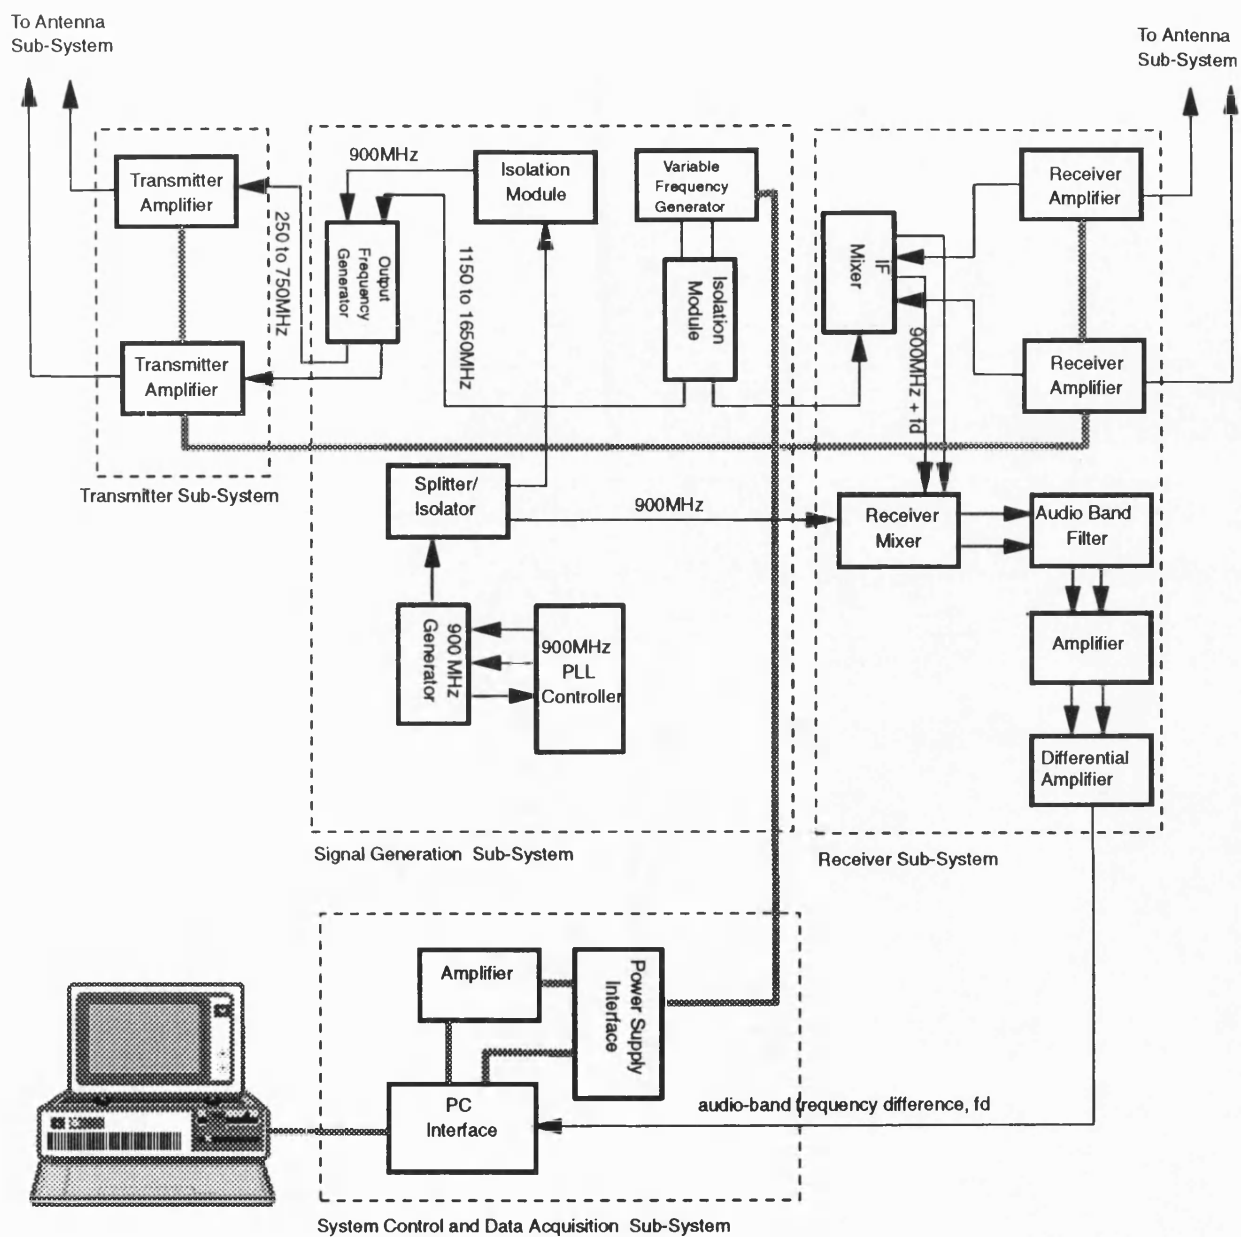 To Antenna
Sub-System
To Antenna
Sub-System
Transmitter
Amplifier
900MHz
Isolation
Module
Variable
Frequency
Generator
Receiver
Amplifier
250 to 750MHz
Output
Frequency
Generator
1150 to 1650MHz
Isolation
Module
IF
Mixer
900MHz + fd
Transmitter
Amplifier
Receiver
Amplifier
Transmitter Sub-System
Splitter/
Isolator
900MHz
Receiver
Mixer
Audio Band
Filter
900 MHz
Generator
900MHz
PLL
Controller
Amplifier
Differential
Amplifier
Signal Generation Sub-System
Receiver Sub-System
Amplifier
Power Supply
Interface
PC
Interface
audio-band frequency difference, fd
System Control and Data Acquisition Sub-System